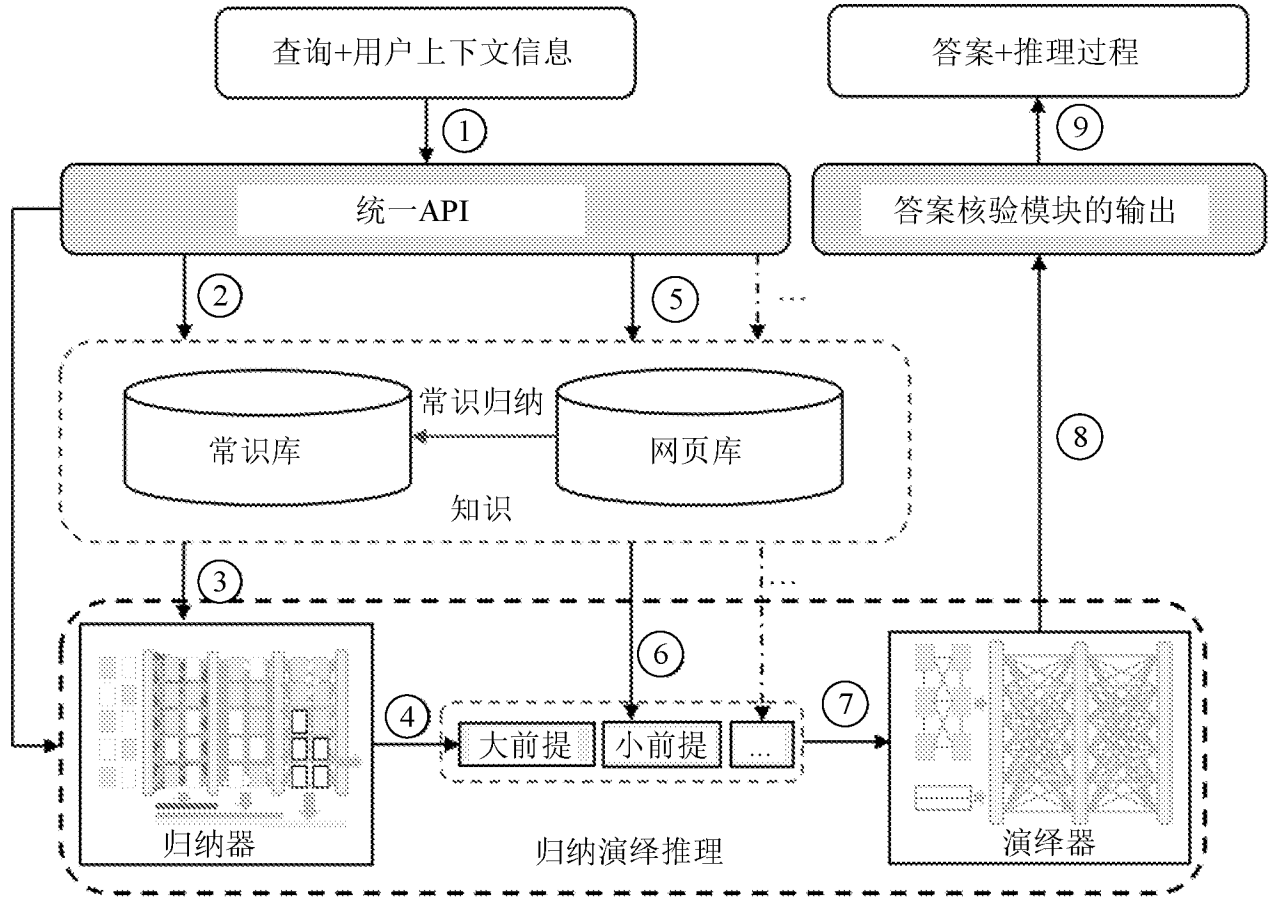 查询+用户上下文信息
答案+推理过程
①
⑨
统一API
答案核验模块的输出
②
⑤
...
常识归纳
常识库
网页库
⑧
知识
③
...
⑥
④
⑦
大前提
小前提
...
归纳器
归纳演绎推理
演绎器